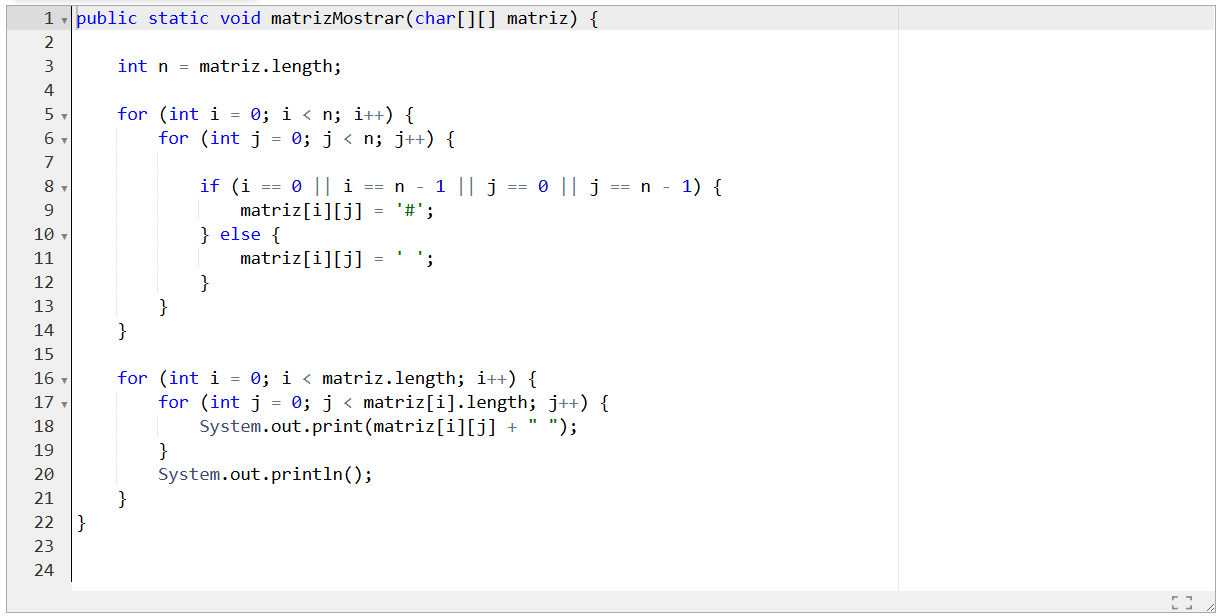 1 public static void matrizMostrar(char[][] matriz) {
2
3     int n = matriz.length;
4
5     for (int i = 0; i < n; i++) {
6         for (int j = 0; j < n; j++) {
7
8             if (i == 0 || i == n - 1 || j == 0 || j == n - 1) {
9                 matriz[i][j] = '#';
10             } else {
11                 matriz[i][j] = ' ';
12             }
13         }
14     }
15
16     for (int i = 0; i < matriz.length; i++) {
17         for (int j = 0; j < matriz[i].length; j++) {
18             System.out.print(matriz[i][j] + " ");
19         }
20         System.out.println();
21     }
22 }
23
24